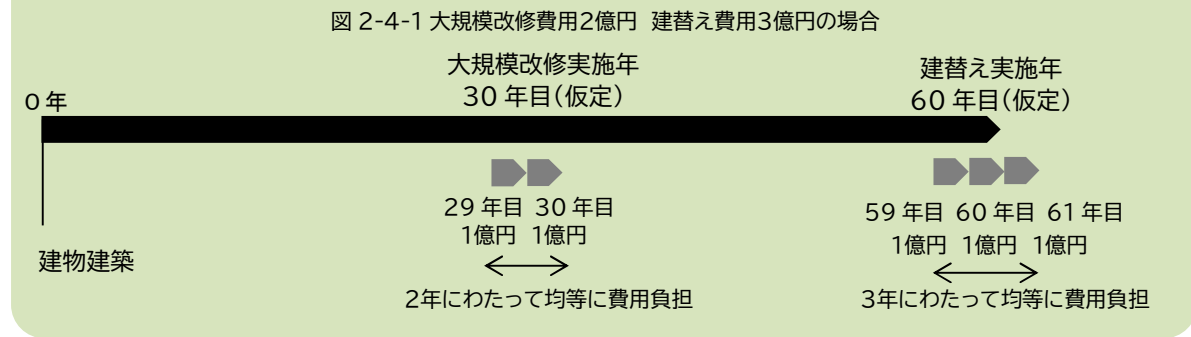 図 2-4-1 大規模改修費用2億円 建替え費用3億円の場合
大規模改修実施年
30 年目(仮定)
建替え実施年
60 年目(仮定)
0 年
29 年目 30 年目
1億円 1億円
59 年目 60 年目 61 年目
1億円 1億円 1億円
建物建築
2年にわたって均等に費用負担
3年にわたって均等に費用負担